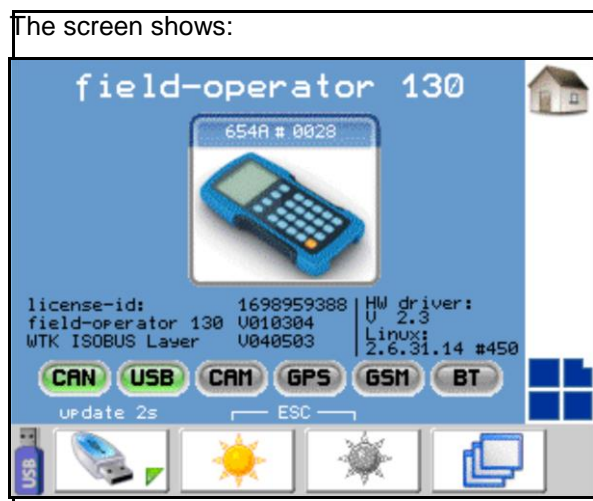 The screen shows:
field-operator 130
654A # 0028
license-id: 1698959388
field-operator 130 V010304
WTK ISOBUS Layer V040503
HW driver:
V 2.3
Linux:
2.6.31.14 #450
CAN USB CAM GPS GSM BT
update 2s ESC
USB